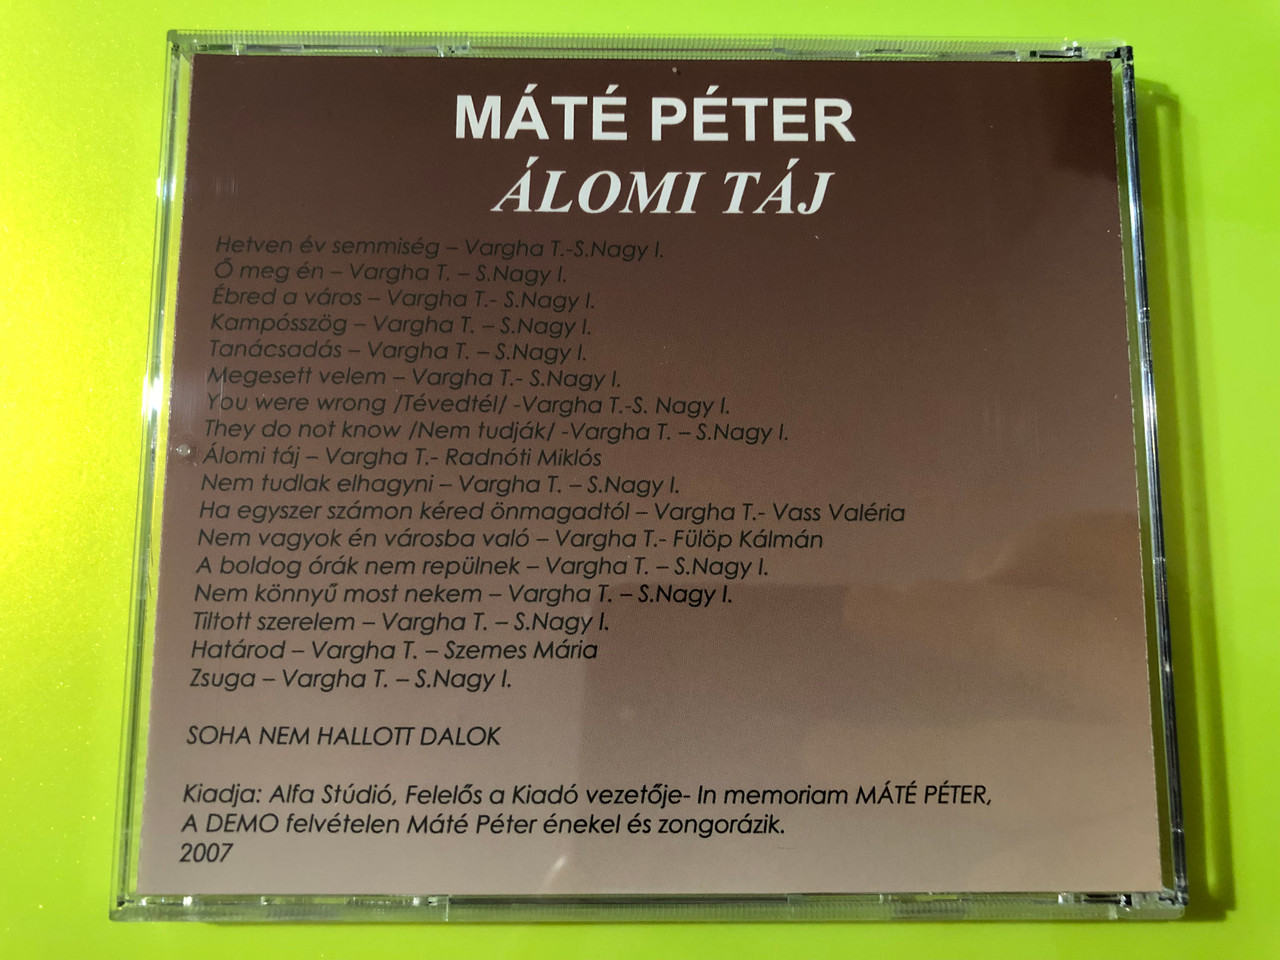 MÁTÉ PÉTER
ÁLOMI TÁJ
Hetven év semmiség – Vargha T.-S.Nagy I.
Ő meg én – Vargha T. – S.Nagy I.
Ébred a város – Vargha T.- S.Nagy I.
Kampósszög – Vargha T. – S.Nagy I.
Tanácsadás – Vargha T. – S.Nagy I.
Megesett velem – Vargha T.- S.Nagy I.
You were wrong /Tévedtél/ -Vargha T.-S. Nagy I.
They do not know /Nem tudják/ -Vargha T. – S.Nagy I.
Álomi táj – Vargha T.- Radnóti Miklós
Nem tudlak elhagyni – Vargha T. – S.Nagy I.
Ha egyszer számon kéred önmagadtól – Vargha T.- Vass Valéria
Nem vagyok én városba való – Vargha T.- Fülöp Kálmán
A boldog órák nem repülnek – Vargha T. – S.Nagy I.
Nem könnyű most nekem – Vargha T. – S.Nagy I.
Tiltott szerelem – Vargha T. – S.Nagy I.
Határod – Vargha T. – Szemes Mária
Zsuga – Vargha T. – S.Nagy I.
SOHA NEM HALLOTT DALOK
Kiadja: Alfa Stúdió, Felelős a Kiadó vezetője- In memoriam MÁTÉ PÉTER,
A DEMO felvételen Máté Péter énekel és zongorázik.
2007